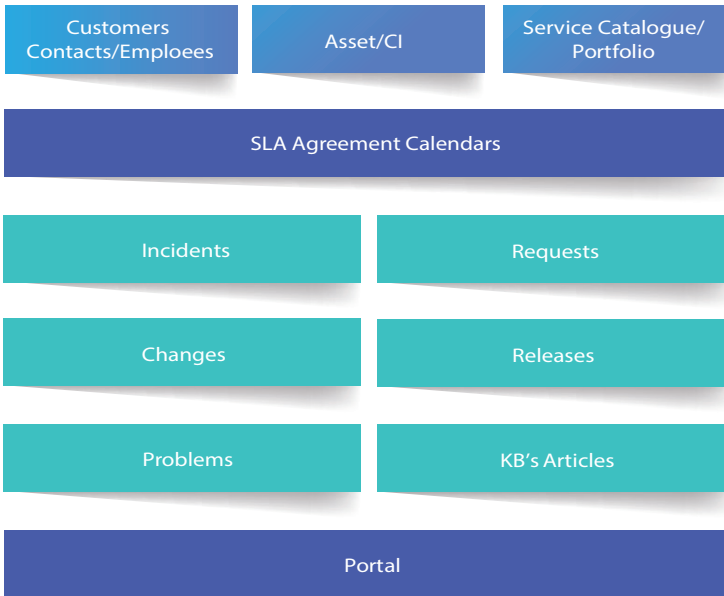 Customers
Contacts/Emploees
Asset/CI
Service Catalogue/
Portfolio
SLA Agreement Calendars
Incidents
Requests
Changes
Releases
Problems
KB's Articles
Portal